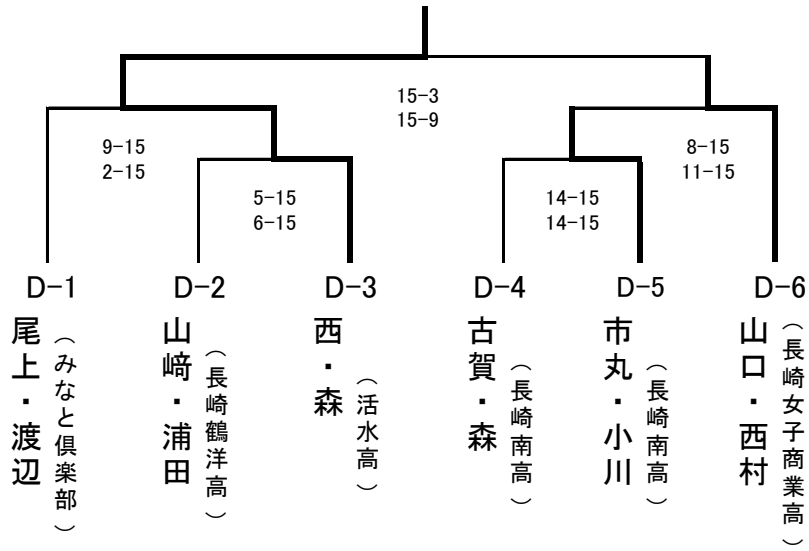 15-3
15-9
9-15
2-15
8-15
11-15
5-15
6-15
14-15
14-15
D-1
D-2
D-3
D-4
D-5
D-6
尾上・渡辺
（みなと倶楽部）
山﨑・浦田
（長崎鶴洋高）
西・森
（活水高）
古賀・森
（長崎南高）
市丸・小川
（長崎南高）
山口・西村
（長崎女子商業高）